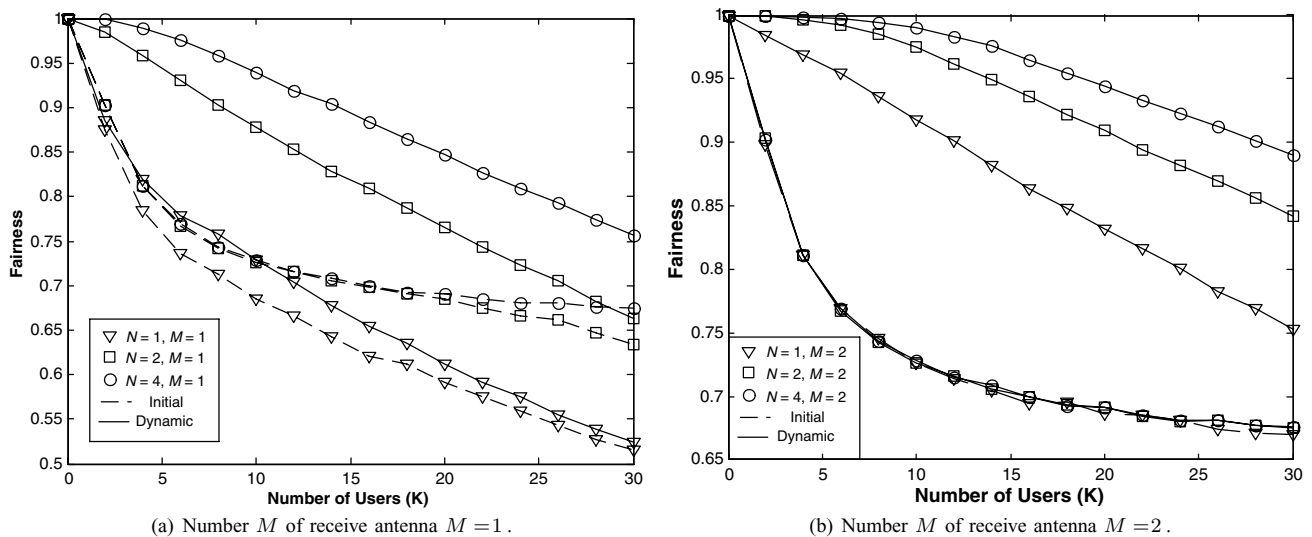 1
0.95
0.9
0.85
0.8
0.75
0.7
0.65
0.6
0.55
0.5
Fairness
N = 1, M = 1
N = 2, M = 1
N = 4, M = 1
Initial
Dynamic
0 5 10 15 20 25 30
Number of Users (K)
(a) Number M of receive antenna M = 1 .
1
0.95
0.9
0.85
0.8
0.75
0.7
0.65
Fairness
N = 1, M = 2
N = 2, M = 2
N = 4, M = 2
Initial
Dynamic
0 5 10 15 20 25 30
Number of Users (K)
(b) Number M of receive antenna M = 2 .